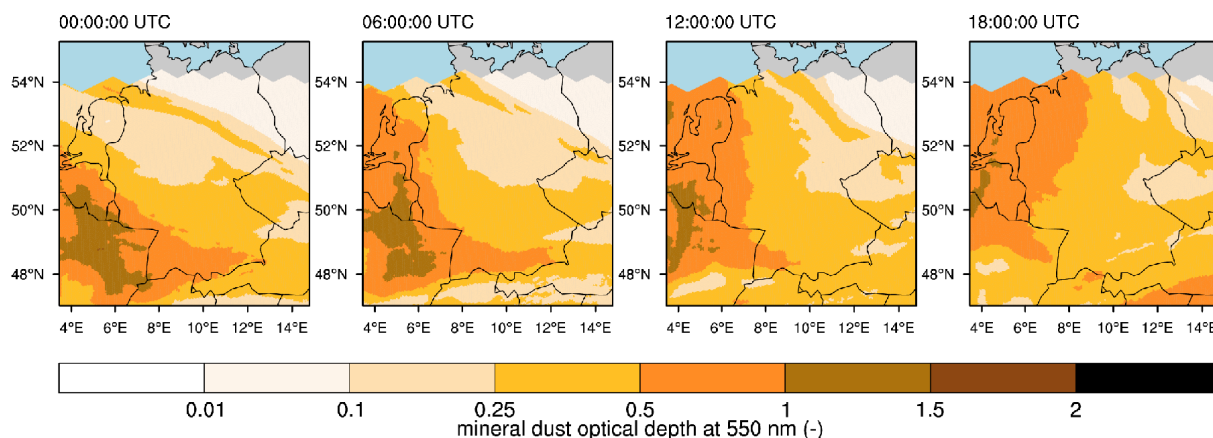 00:00:00 UTC 06:00:00 UTC 12:00:00 UTC 18:00:00 UTC
54°N 54°N 54°N 54°N
52°N 52°N 52°N 52°N
50°N 50°N 50°N 50°N
48°N 48°N 48°N 48°N
4°E 6°E 8°E 10°E 12°E 14°E 4°E 6°E 8°E 10°E 12°E 14°E 4°E 6°E 8°E 10°E 12°E 14°E 4°E 6°E 8°E 10°E 12°E 14°E
0.01 0.1 0.25 0.5 1 1.5 2
mineral dust optical depth at 550 nm (-)